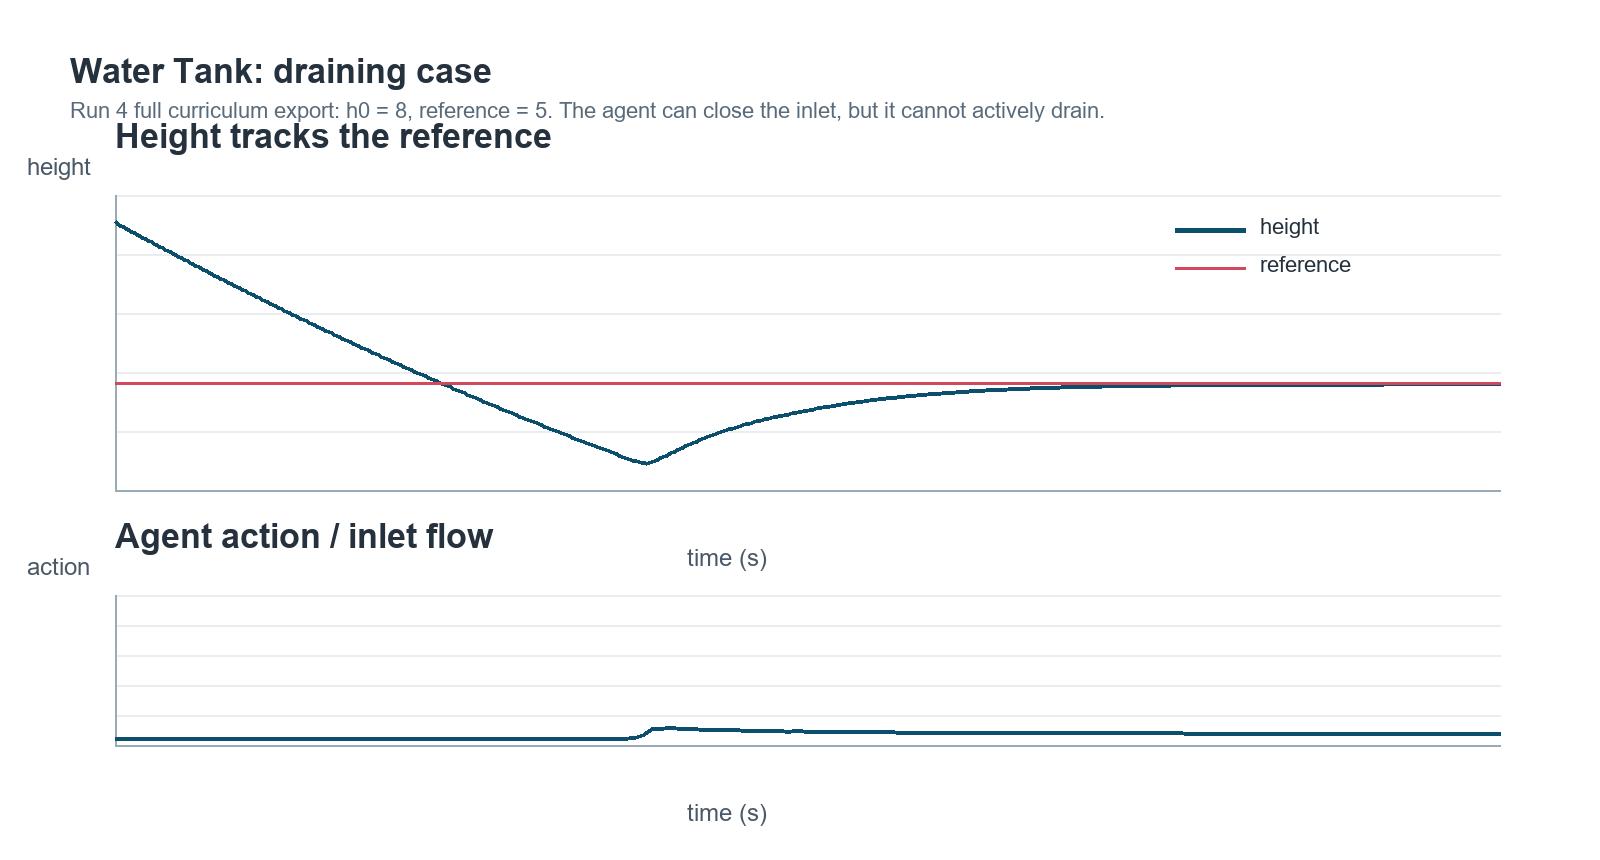 Water Tank: draining case
Run 4 full curriculum export: h0 = 8, reference = 5. The agent can close the inlet, but it cannot actively drain.
Height tracks the reference
height
height
reference
Agent action / inlet flow
time (s)
action
time (s)